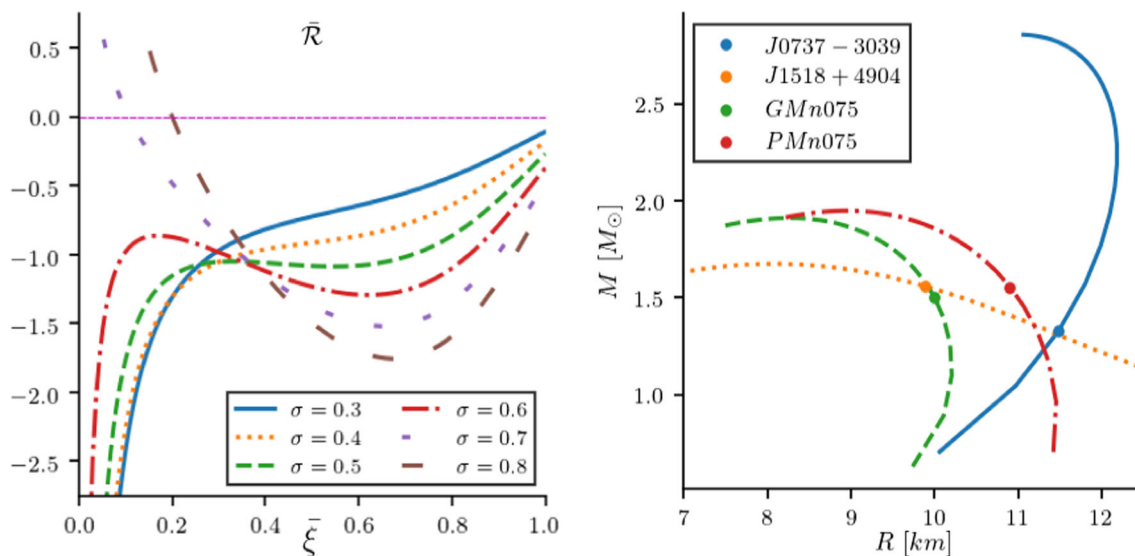 R̄
0.5
0.0
−0.5
−1.0
−1.5
−2.0
−2.5
σ = 0.3
σ = 0.4
σ = 0.5
σ = 0.6
σ = 0.7
σ = 0.8
0.0 0.2 0.4 0.6 0.8 1.0
ξ̄
J0737 − 3039
J1518 + 4904
GMn075
PMn075
2.5
2.0
1.5
1.0
M [M⊙]
7 8 9 10 11 12
R [km]